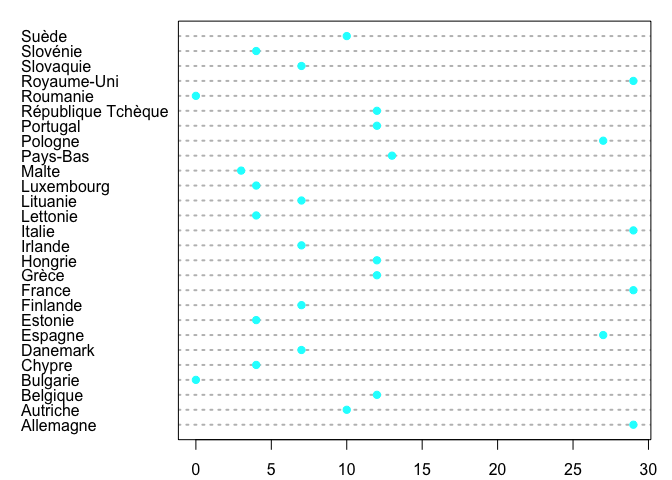 Suède
Slovénie
Slovaquie
Royaume-Uni
Roumanie
République Tchèque
Portugal
Pologne
Pays-Bas
Malte
Luxembourg
Lituanie
Lettonie
Italie
Irlande
Hongrie
Grèce
France
Finlande
Estonie
Espagne
Danemark
Chypre
Bulgarie
Belgique
Autriche
Allemagne
0 5 10 15 20 25 30